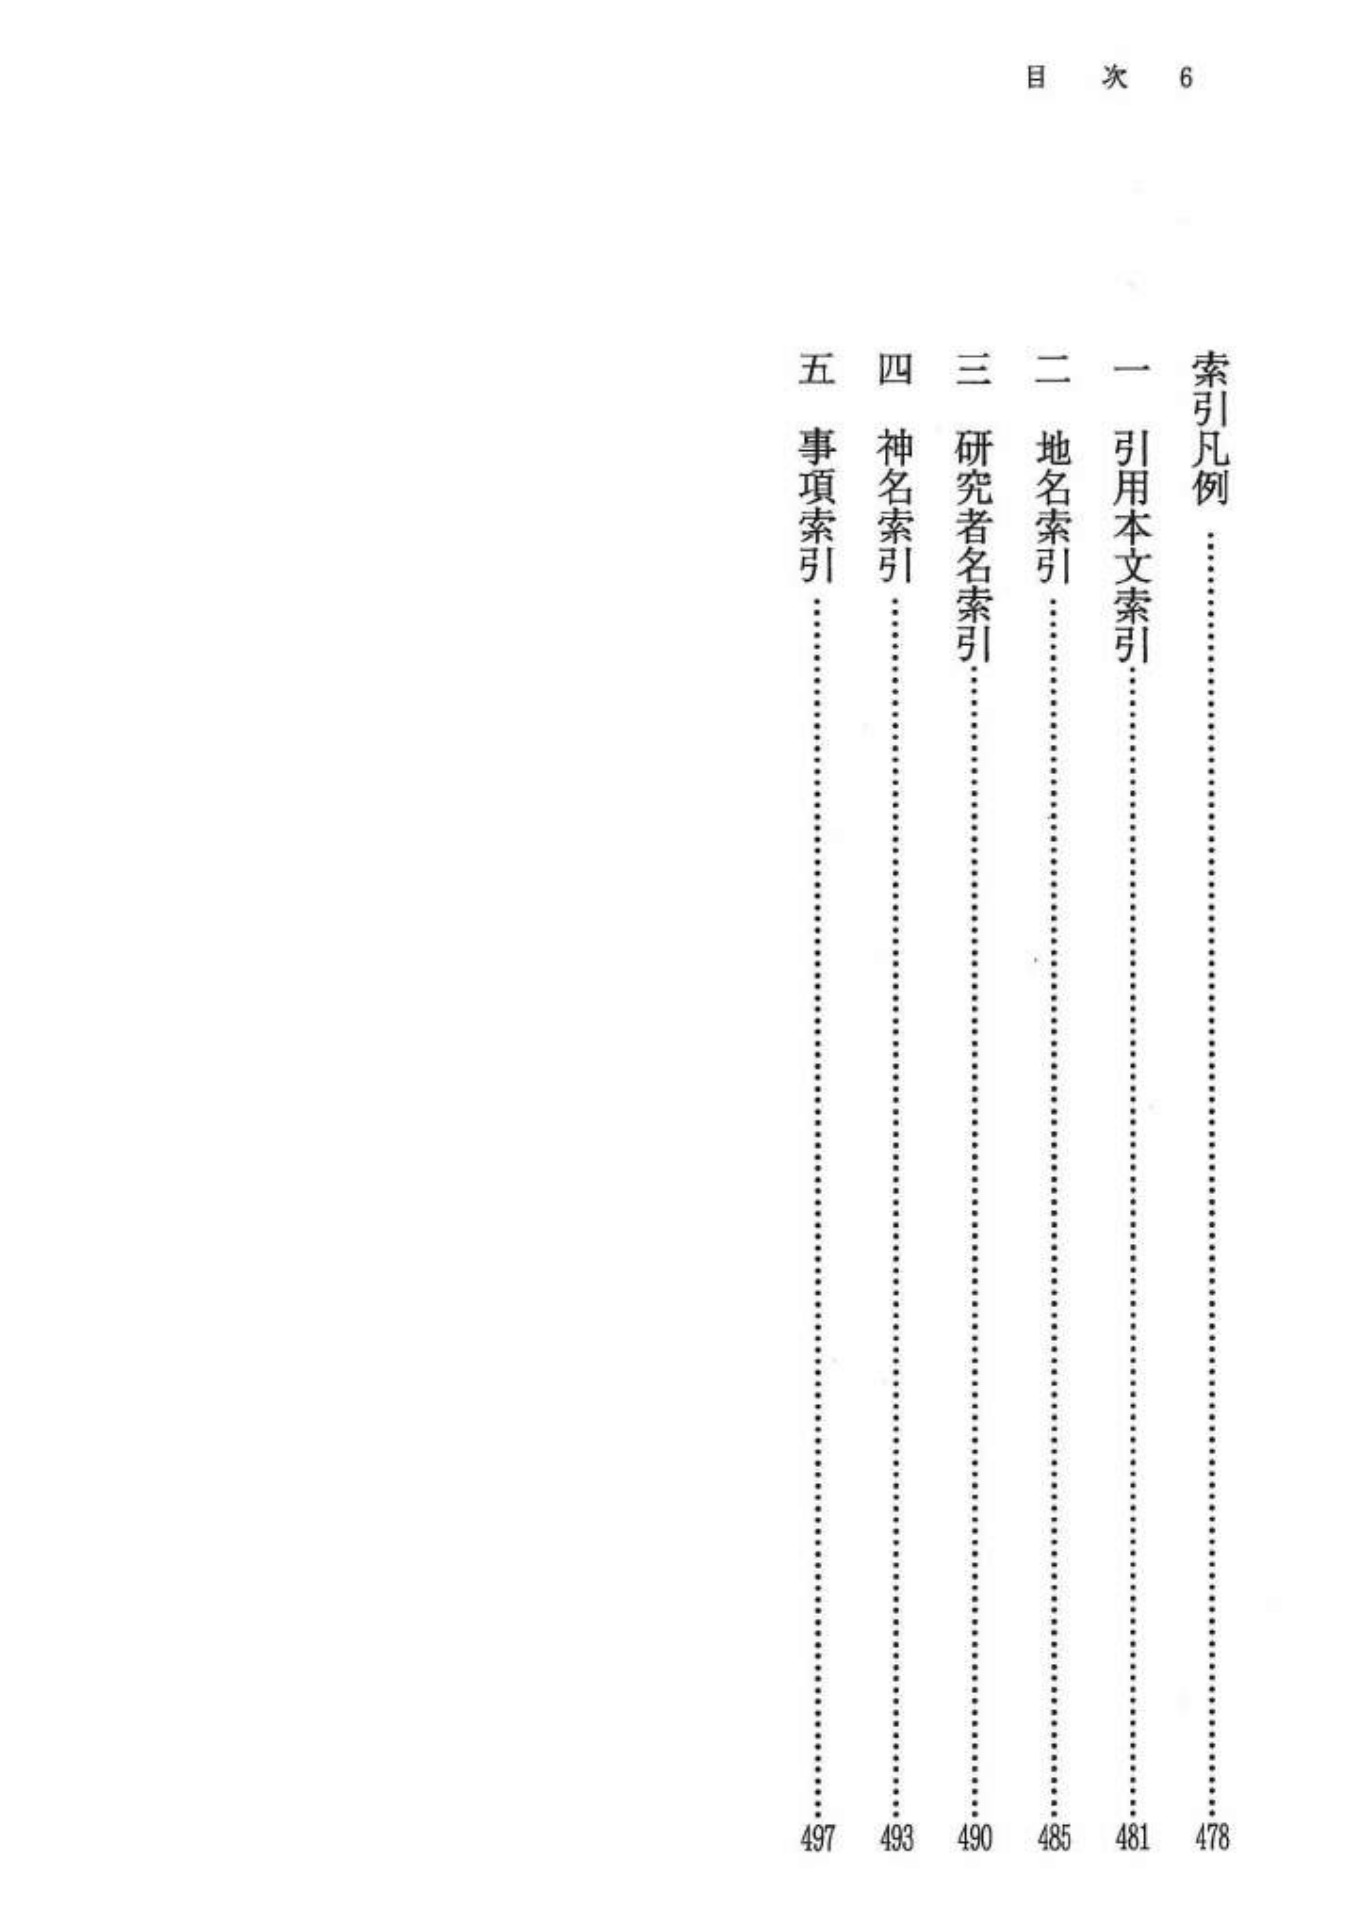 目 次 6
索引凡例……478
一 引用本文索引……481
二 地名索引……485
三 研究者名索引……490
四 神名索引……493
五 事項索引……497